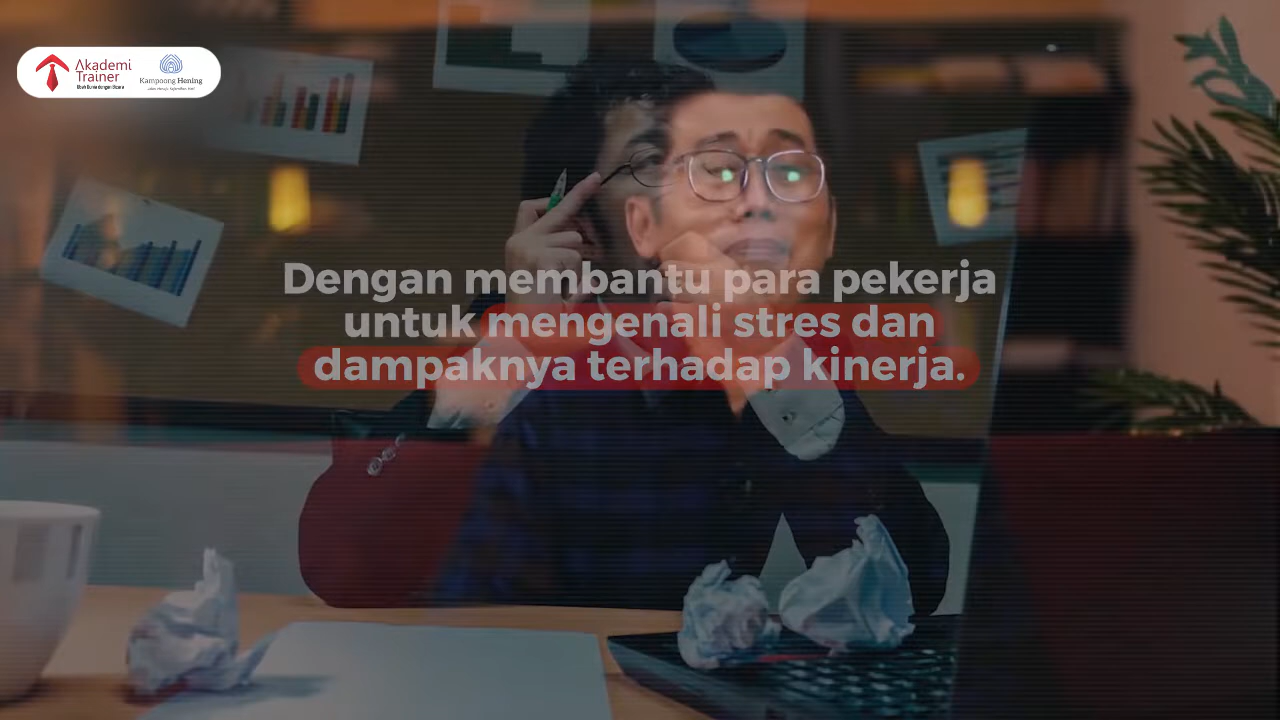 Akademi
Trainer
Kampoong Hening
Dengan membantu para pekerja
untuk mengenali stres dan
dampaknya terhadap kinerja.